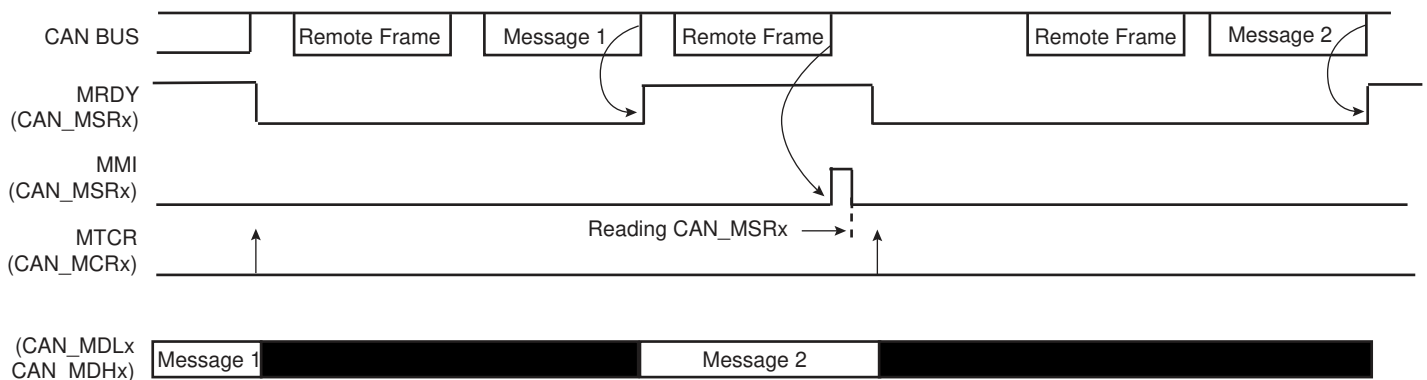 CAN BUS
Remote Frame
Message 1
Remote Frame
Remote Frame
Message 2
MRDY
(CAN_MSRx)
MMI
(CAN_MSRx)
Reading CAN_MSRx
MTCR
(CAN_MCRx)
(CAN_MDLx
CAN_MDHx)
Message 1
Message 2